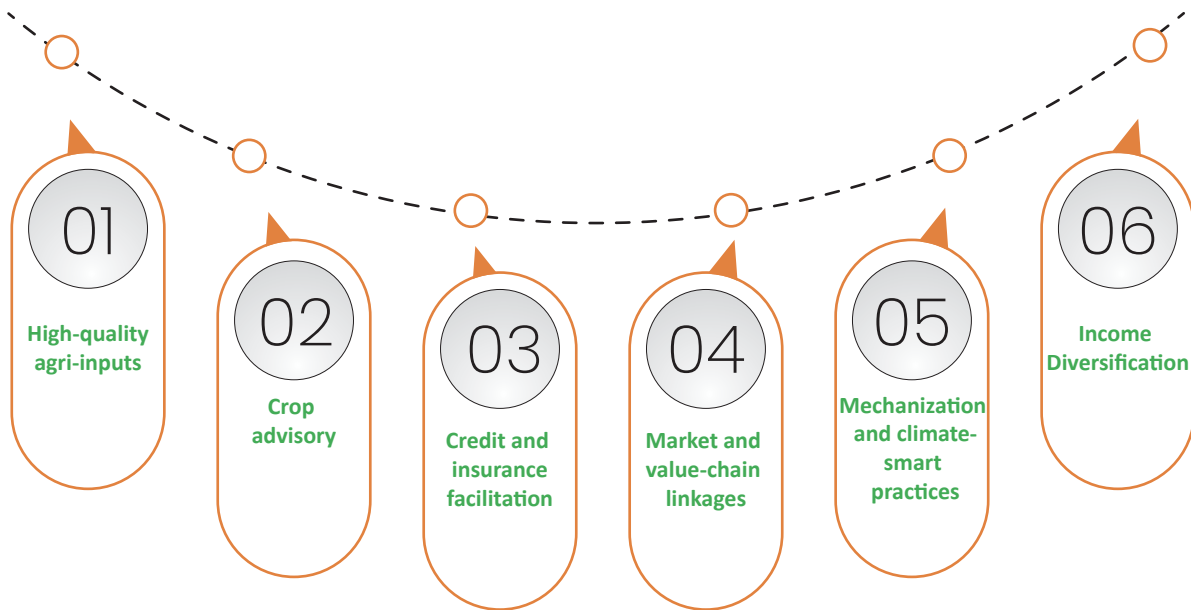 01
High-quality
agri-inputs
02
Crop
advisory
03
Credit and
insurance
facilitation
04
Market and
value-chain
linkages
05
Mechanization
and climate-
smart
practices
06
Income
Diversification